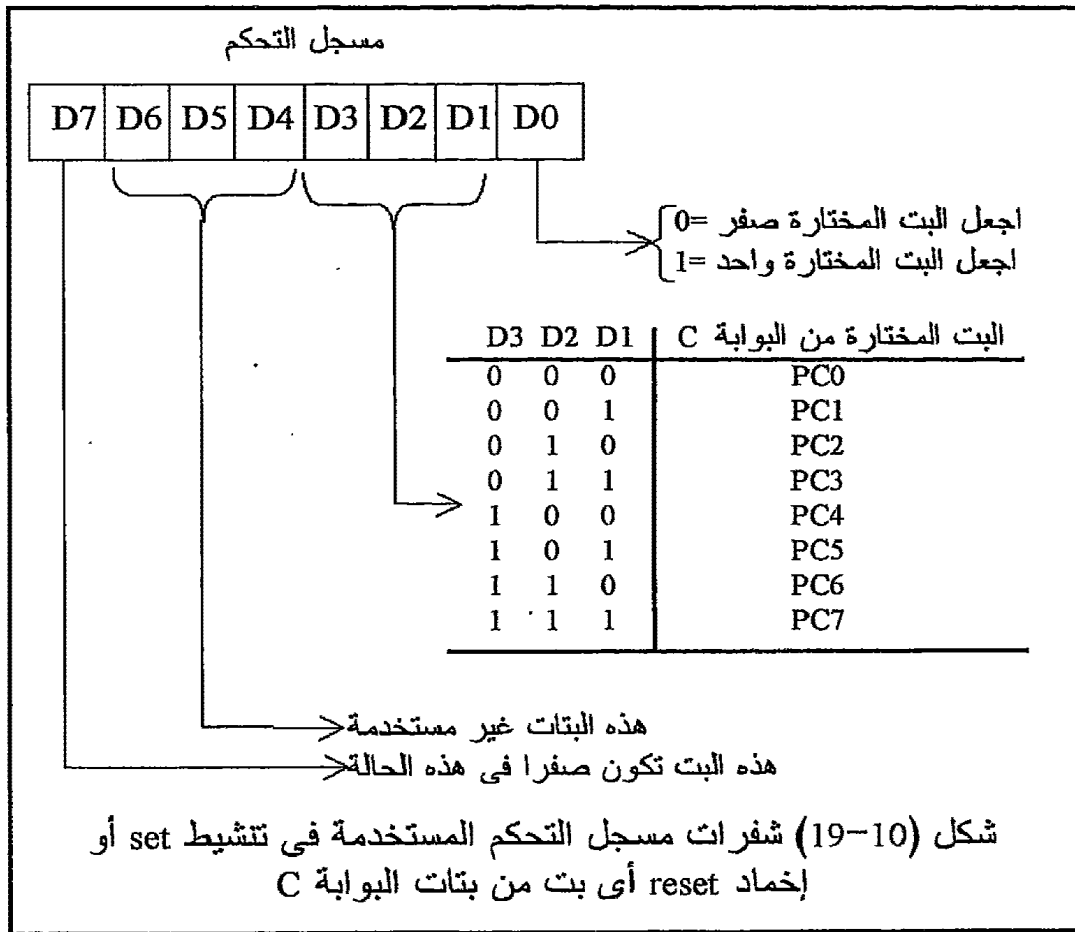 مسجل التحكم
D7 D6 D5 D4 D3 D2 D1 D0
اجعل البت المختارة صفر =0
اجعل البت المختارة واحد =1
D3 D2 D1 البت المختارة من البوابة C
0 0 0 PC0
0 0 1 PC1
0 1 0 PC2
0 1 1 PC3
1 0 0 PC4
1 0 1 PC5
1 1 0 PC6
1 1 1 PC7
هذه البتات غير مستخدمة
هذه البت تكون صفرا فى هذه الحالة
شكل (10-19) شفرات مسجل التحكم المستخدمة فى تنشيط set أو
إخماد reset أى بت من بتات البوابة C